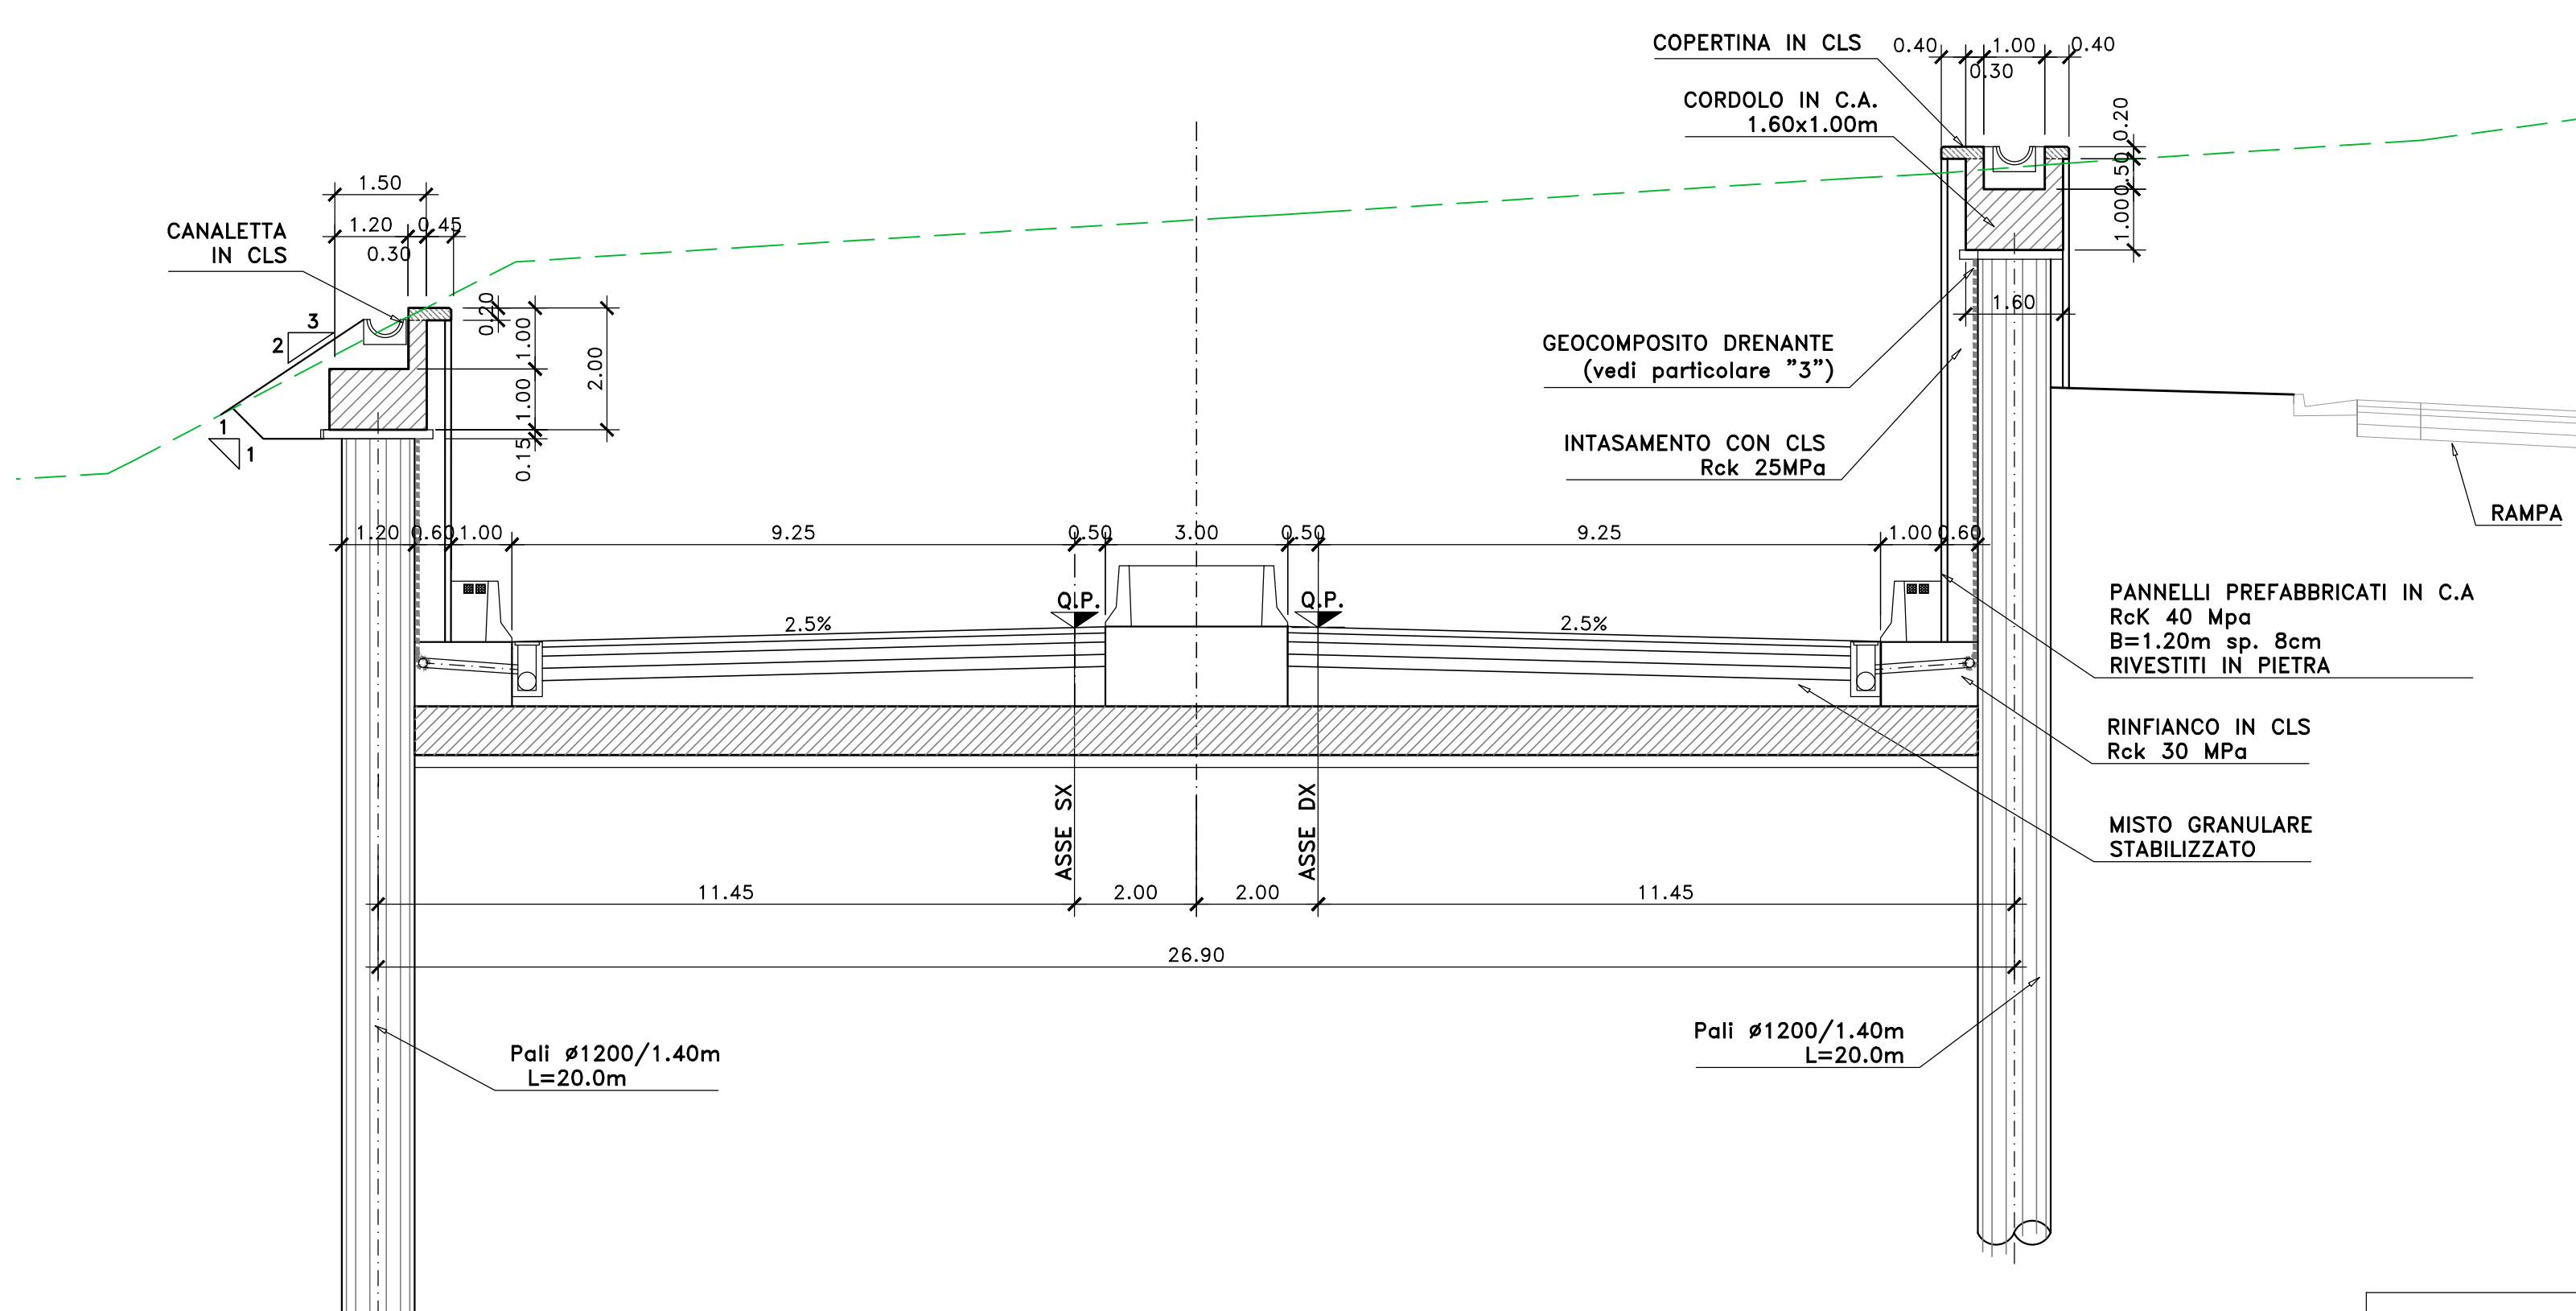 COPERTINA IN CLS
0.40
1.00
0.40
0.30
CORDOLO IN C.A.
1.60x1.00m
0.20
0.50
1.00
1.50
1.20
0.45
0.30
CANALETTA
IN CLS
3
2
0.20
1.00
2.00
1.00
0.15
1
1
1.60
GEOCOMPOSITO DRENANTE
(vedi particolare ”3”)
INTASAMENTO CON CLS
Rck 25MPa
RAMPA
1.20
0.60
1.00
9.25
0.50
3.00
0.50
9.25
1.00
0.60
Q.P.
Q.P.
2.5%
2.5%
PANNELLI PREFABBRICATI IN C.A
RcK 40 Mpa
B=1.20m sp. 8cm
RIVESTITI IN PIETRA
RINFIANCO IN CLS
Rck 30 MPa
ASSE SX
ASSE DX
MISTO GRANULARE
STABILIZZATO
11.45
2.00
2.00
11.45
26.90
Pali ø1200/1.40m
L=20.0m
Pali ø1200/1.40m
L=20.0m